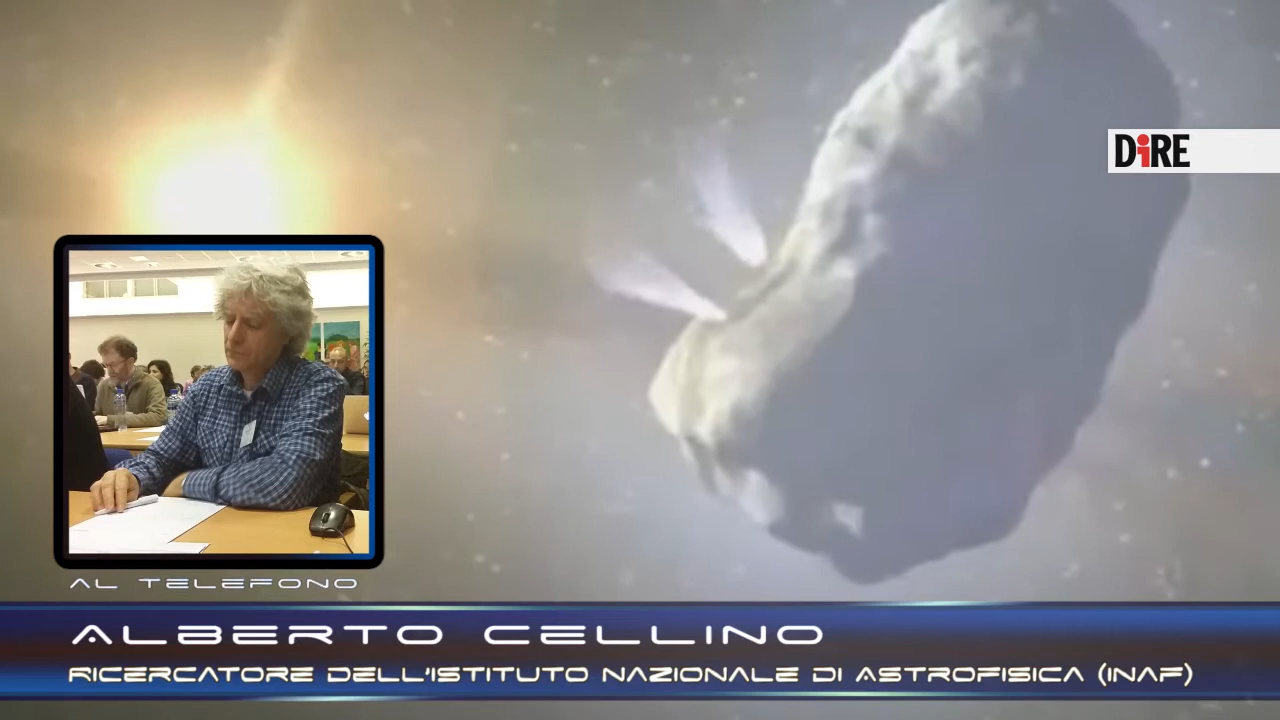 DiRE
AL TELEFONO
ALBERTO CELLINO
RICERCATORE DELL'ISTITUTO NAZIONALE DI ASTROFISICA (INAF)